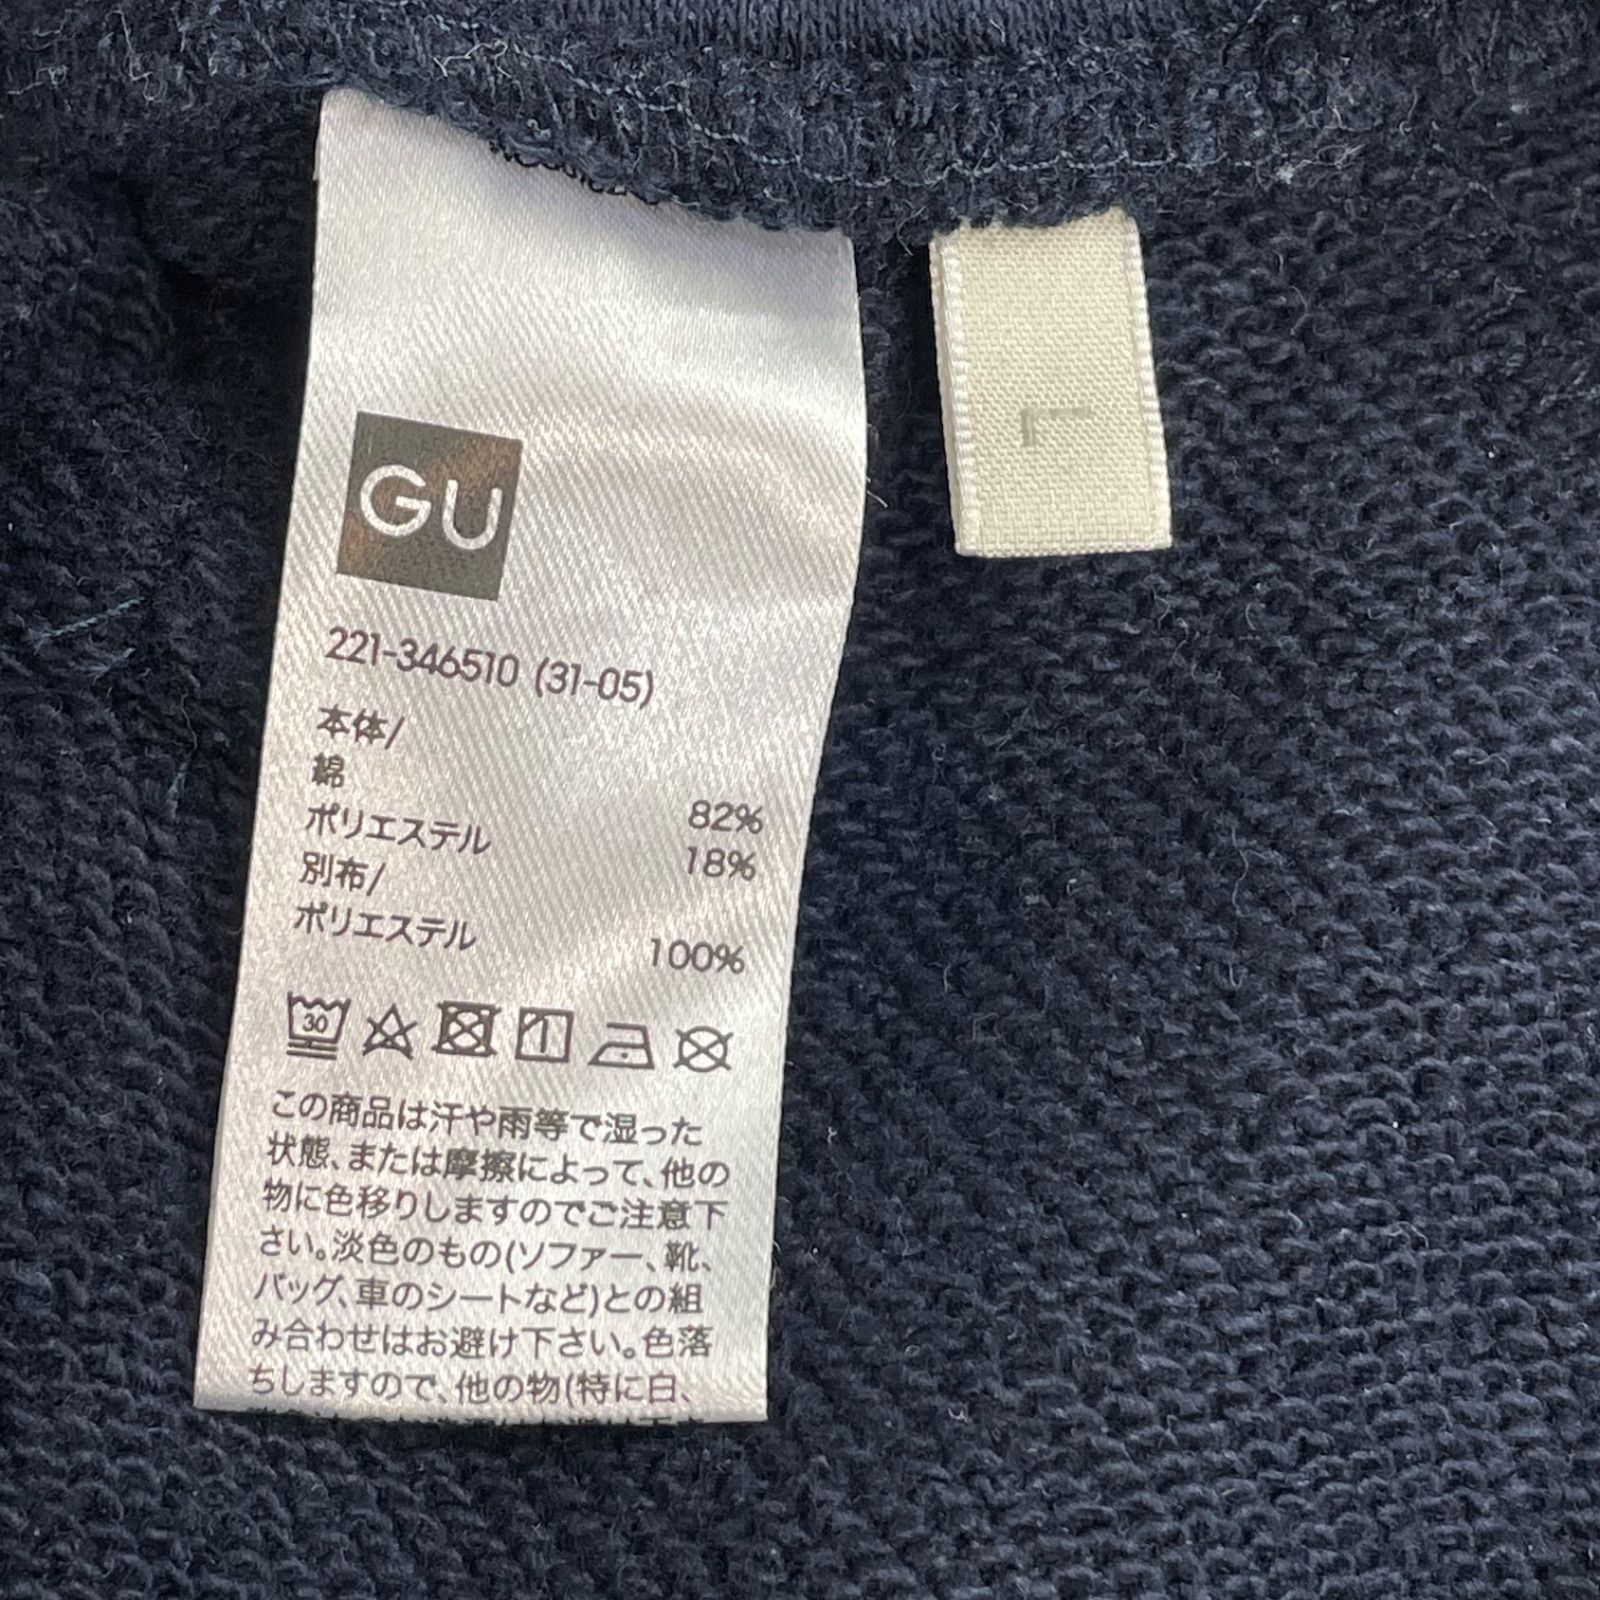 GU
221-346510 (31-05)
本体/
綿 82%
ポリエステル 18%
別布/
ポリエステル 100%
30
この商品は汗や雨等で湿った
状態、または摩擦によって、他の
物に色移りしますのでご注意下
さい。淡色のもの(ソファー、靴、
バッグ、車のシートなど)との組
み合わせはお避け下さい。色落
ちしますので、他の物(特に白、
L